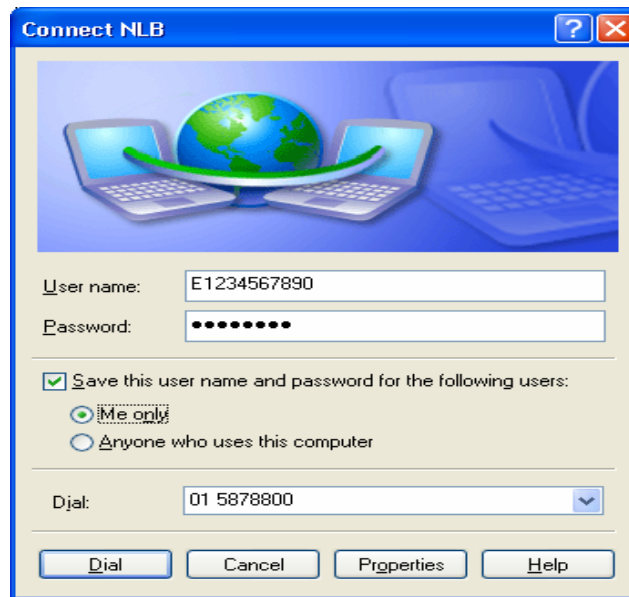 Connect NLB
User name: E1234567890
Password: ••••••••
Save this user name and password for the following users:
Me only
Anyone who uses this computer
Dial: 01 5878800
Dial Cancel Properties Help